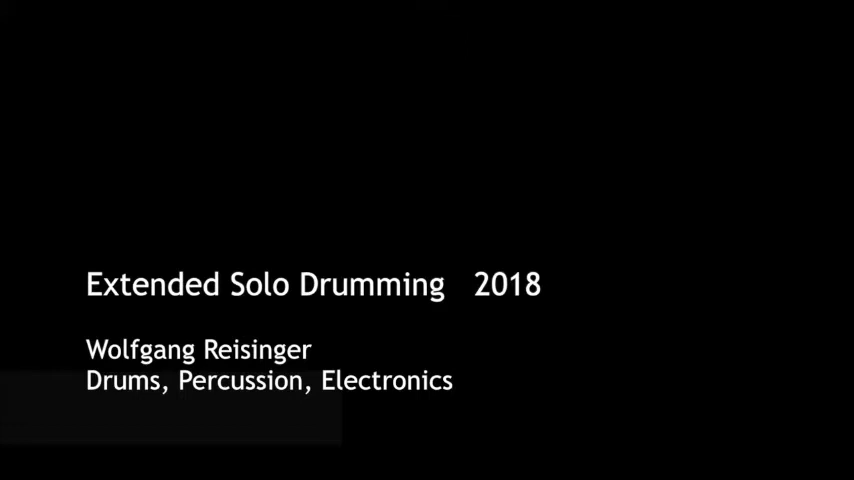 Extended Solo Drumming 2018
Wolfgang Reisinger
Drums, Percussion, Electronics